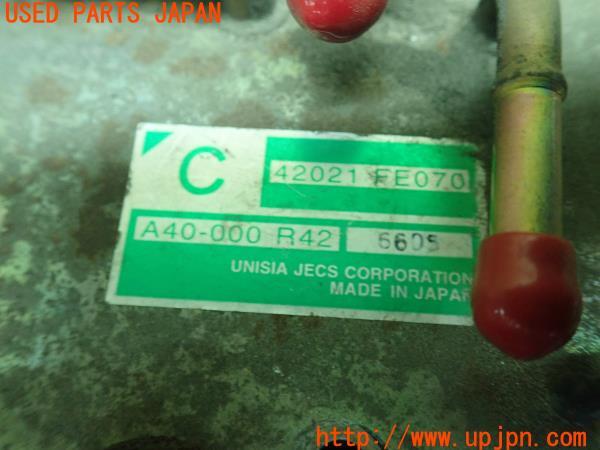 USED PARTS JAPAN
C
42021 FE070
A40-000 R42
6605
UNISIA JECS CORPORATION
MADE IN JAPAN
http://www.upjpn.com/